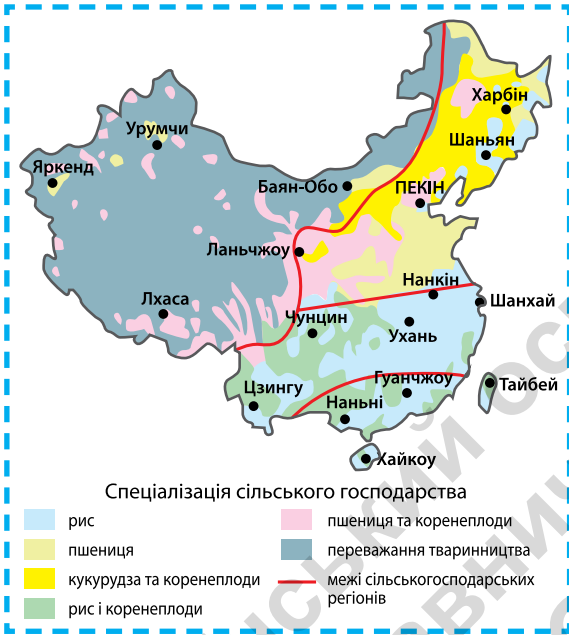 Харбін
Урумчи
Шаньян
Яркенд
Баян-Обо
ПЕКІН
Ланьчжоу
Нанкін
Лхаса
Шанхай
Чунцин
Ухань
Гуанчжоу
Тайбей
Цзингу
Наньні
Хайкоу
Спеціалізація сільського господарства
рис
пшениця
кукурудза та коренеплоди
рис і коренеплоди
пшениця та коренеплоди
переважання тваринництва
межі сільськогосподарських
регіонів